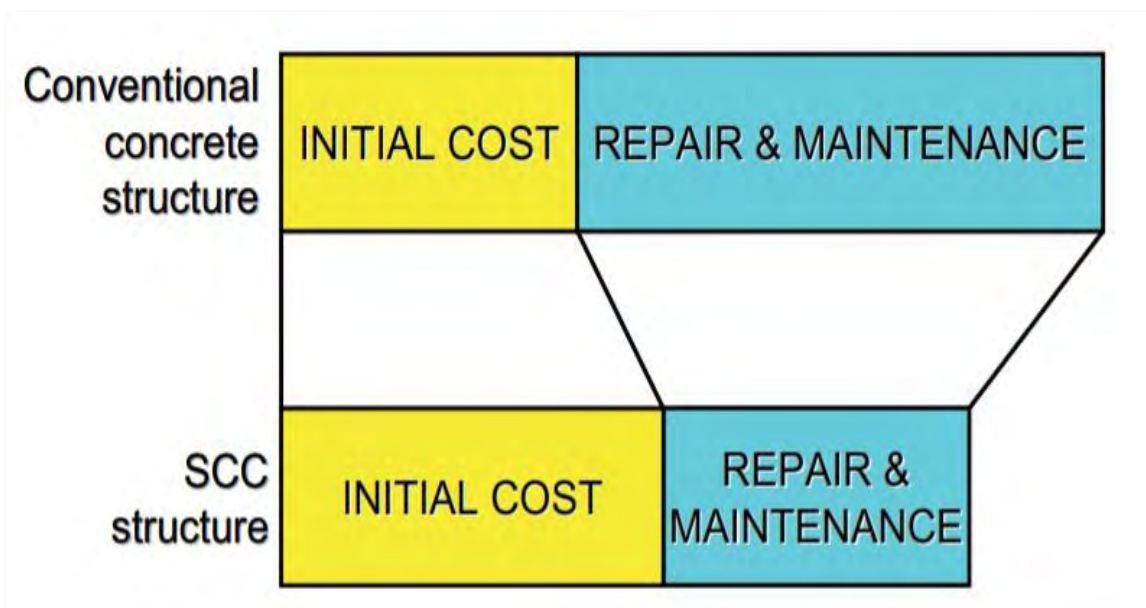 Conventional
concrete
structure
INITIAL COST
REPAIR & MAINTENANCE
SCC
structure
INITIAL COST
REPAIR &
MAINTENANCE